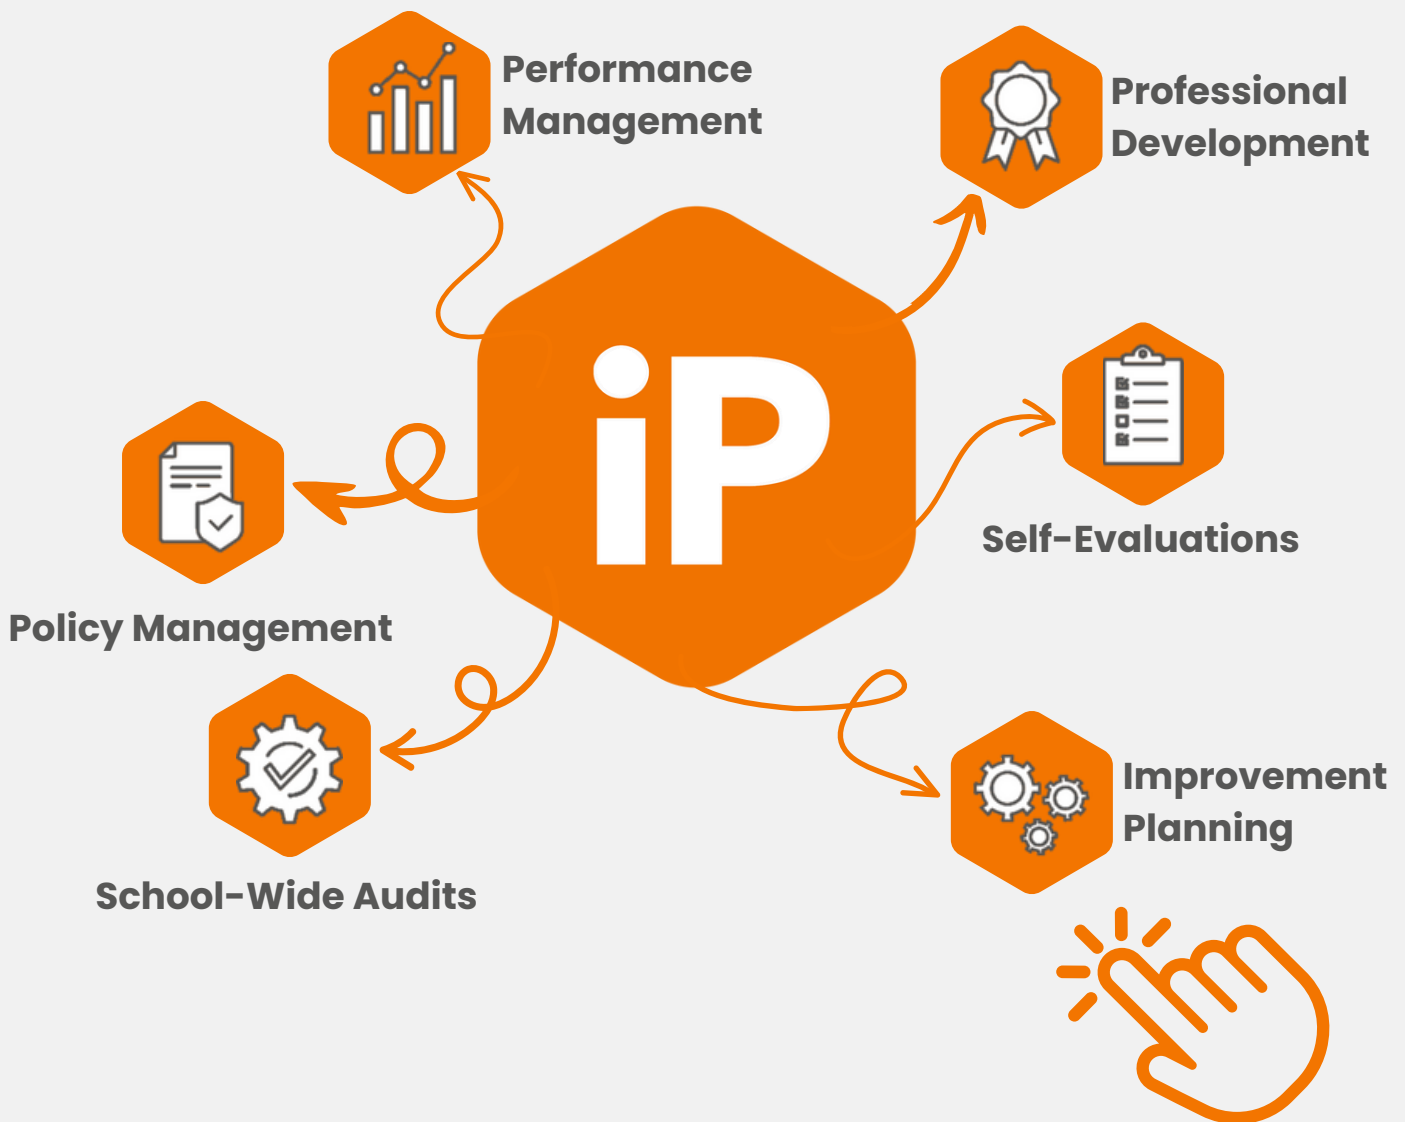 Performance
Management
Professional
Development
iP
Self-Evaluations
Policy Management
Improvement
Planning
School-Wide Audits